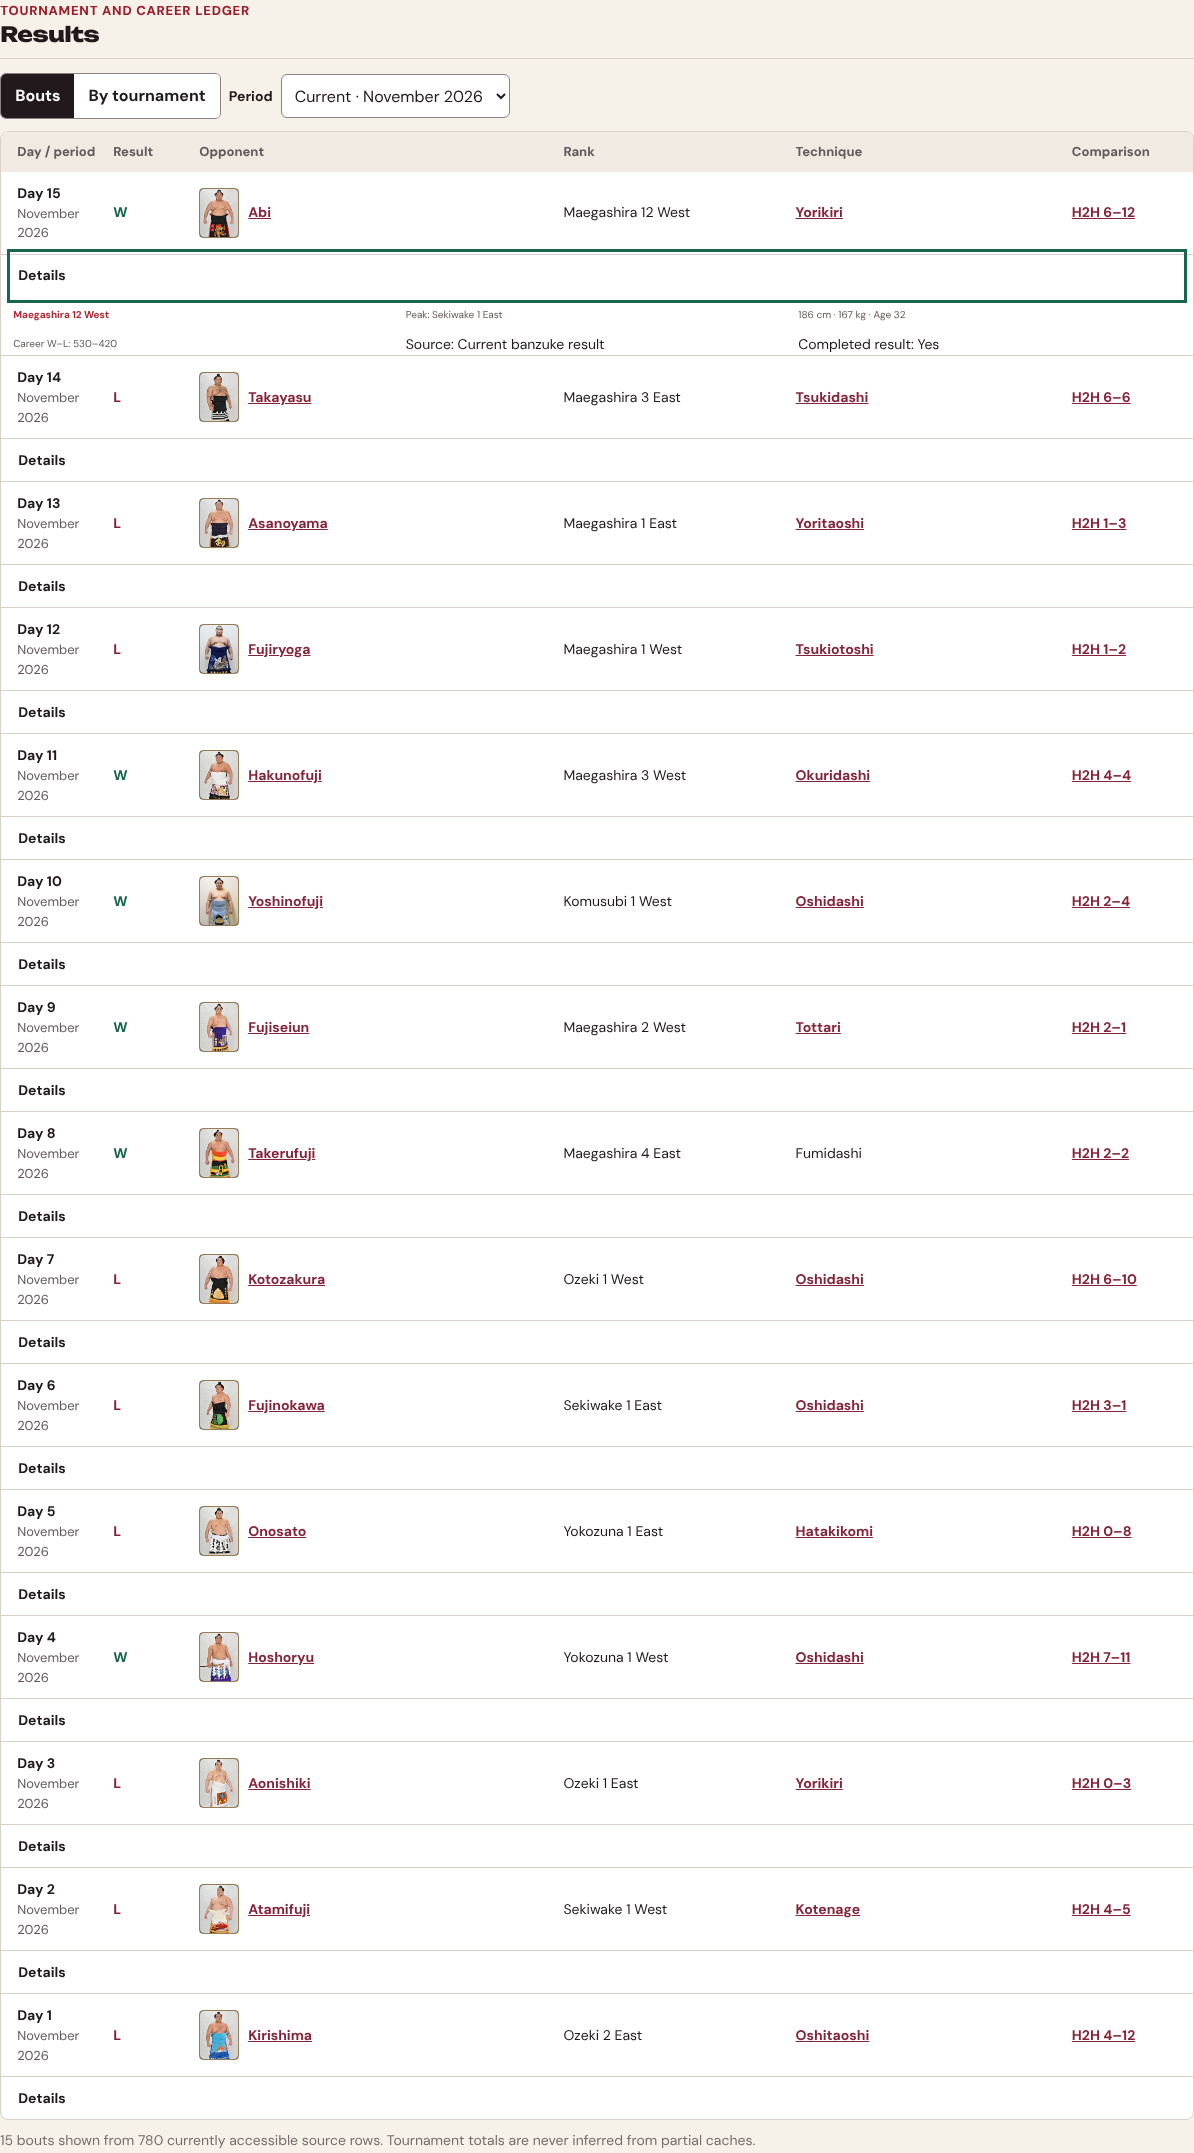 TOURNAMENT AND CAREER LEDGER
Results
Bouts By tournament Period Current · November 2026
Day / period Result Opponent Rank Technique Comparison
Day 15
November
2026
W Abi Maegashira 12 West Yorikiri H2H 6–12
Details
Maegashira 12 West Peak: Sekiwake 1 East 186 cm · 167 kg · Age 32
Career W–L: 530–420 Source: Current banzuke result Completed result: Yes
Day 14
November
2026
L Takayasu Maegashira 3 East Tsukidashi H2H 6–6
Details
Day 13
November
2026
L Asanoyama Maegashira 1 East Yoritaoshi H2H 1–3
Details
Day 12
November
2026
L Fujiryoga Maegashira 1 West Tsukiotoshi H2H 1–2
Details
Day 11
November
2026
W Hakunofuji Maegashira 3 West Okuridashi H2H 4–4
Details
Day 10
November
2026
W Yoshinofuji Komusubi 1 West Oshidashi H2H 2–4
Details
Day 9
November
2026
W Fujiseiun Maegashira 2 West Tottari H2H 2–1
Details
Day 8
November
2026
W Takerufuji Maegashira 4 East Fumidashi H2H 2–2
Details
Day 7
November
2026
L Kotozakura Ozeki 1 West Oshidashi H2H 6–10
Details
Day 6
November
2026
L Fujinokawa Sekiwake 1 East Oshidashi H2H 3–1
Details
Day 5
November
2026
L Onosato Yokozuna 1 East Hatakikomi H2H 0–8
Details
Day 4
November
2026
W Hoshoryu Yokozuna 1 West Oshidashi H2H 7–11
Details
Day 3
November
2026
L Aonishiki Ozeki 1 East Yorikiri H2H 0–3
Details
Day 2
November
2026
L Atamifuji Sekiwake 1 West Kotenage H2H 4–5
Details
Day 1
November
2026
L Kirishima Ozeki 2 East Oshitaoshi H2H 4–12
Details
15 bouts shown from 780 currently accessible source rows. Tournament totals are never inferred from partial caches.